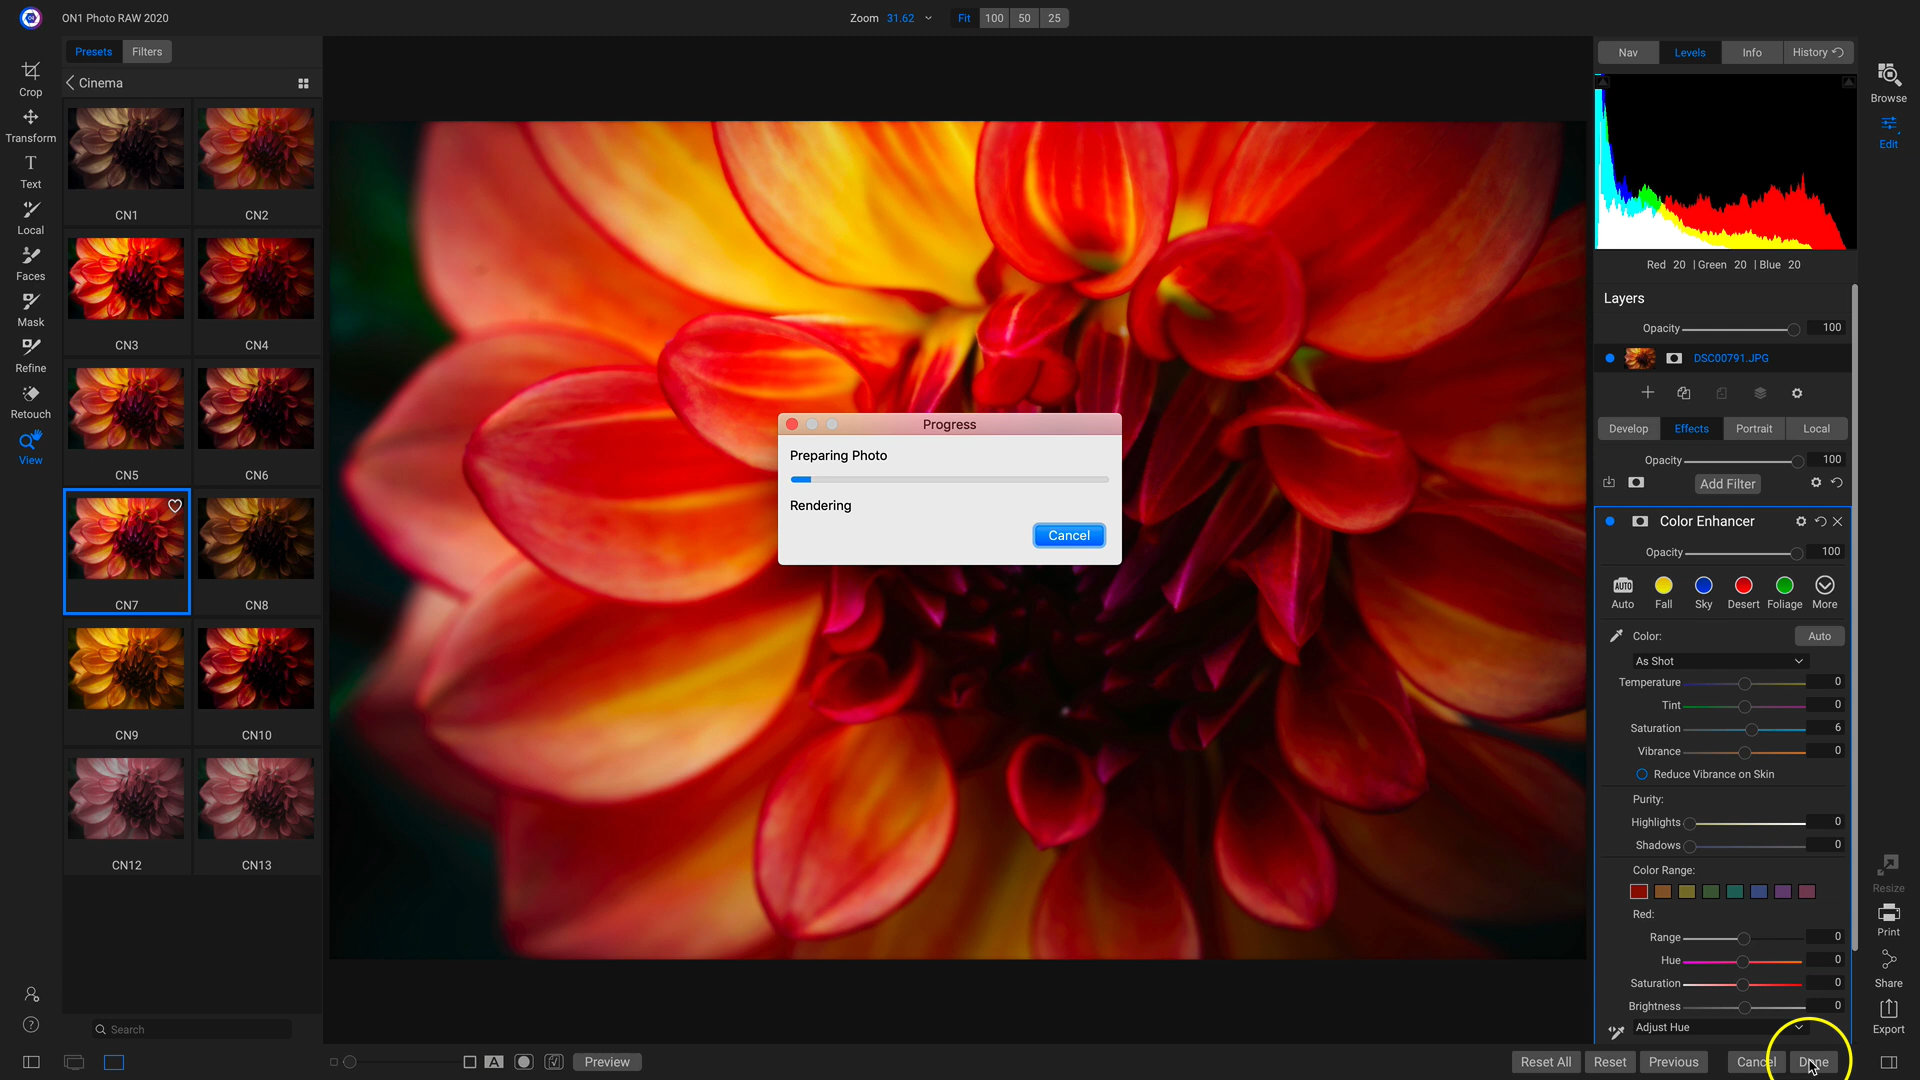 ON1 Photo RAW 2020
Zoom 31.62 Fit 100 50 25
Presets Filters
Cinema
Crop
Transform
Text
Local
Faces
Mask
Refine
Retouch
View
CN1 CN2
CN3 CN4
CN5 CN6
CN7 CN8
CN9 CN10
CN12 CN13
Search
Progress
Preparing Photo
Rendering
Cancel
Nav Levels Info History
Red 20 | Green 20 | Blue 20
Layers
Opacity 100
DSC00791.JPG
Develop Effects Portrait Local
Opacity 100
Add Filter
Color Enhancer
Opacity 100
AUTO
Auto Fall Sky Desert Foliage More
Color: Auto
As Shot
Temperature 0
Tint 0
Saturation 6
Vibrance 0
Reduce Vibrance on Skin
Purity:
Highlights 0
Shadows 0
Color Range:
Red:
Range 0
Hue 0
Saturation 0
Brightness 0
Adjust Hue
Browse
Edit
Resize
Print
Share
Export
A Preview
Reset All Reset Previous Cancel Done